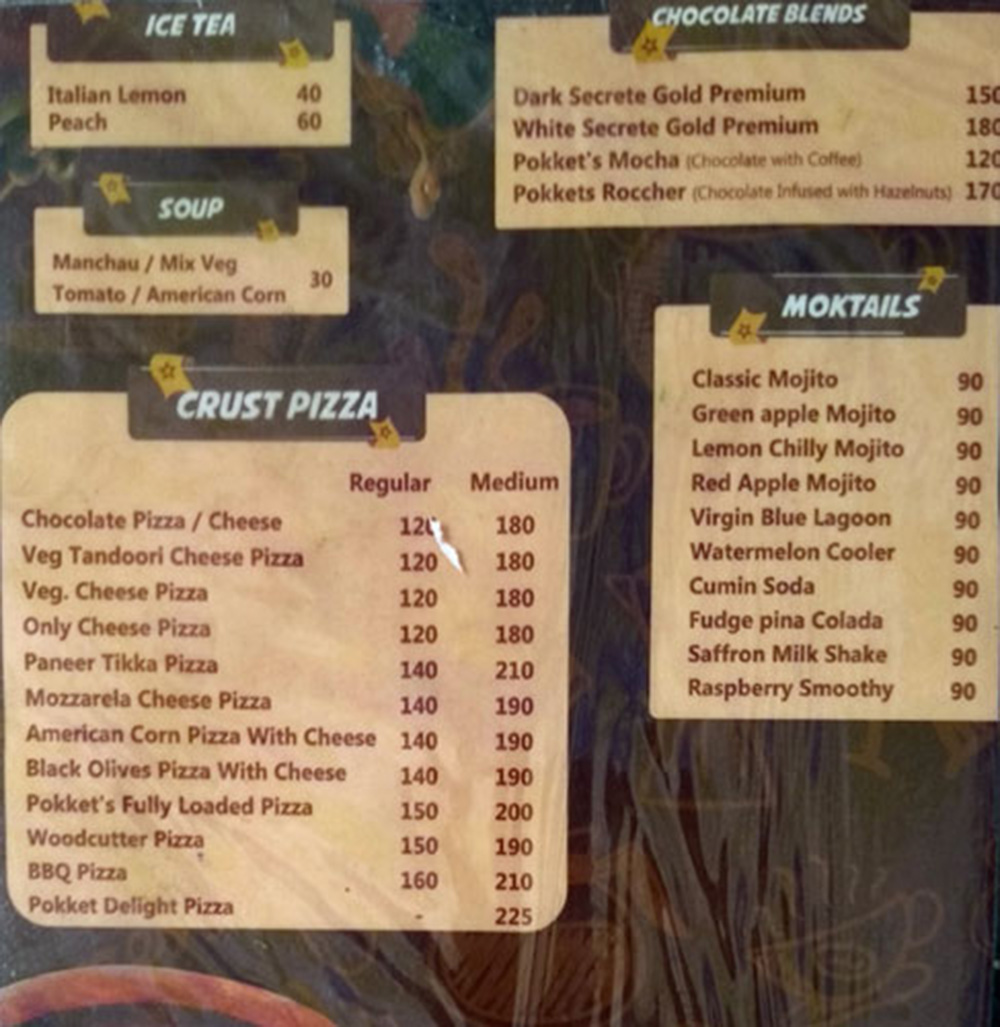 ICE TEA
Italian Lemon 40
Peach 60
SOUP
Manchau / Mix Veg
Tomato / American Corn 30
CRUST PIZZA
Regular Medium
Chocolate Pizza / Cheese 120 180
Veg Tandoori Cheese Pizza 120 180
Veg. Cheese Pizza 120 180
Only Cheese Pizza 120 180
Paneer Tikka Pizza 140 210
Mozzarela Cheese Pizza 140 190
American Corn Pizza With Cheese 140 190
Black Olives Pizza With Cheese 140 190
Pokket's Fully Loaded Pizza 150 200
Woodcutter Pizza 150 190
BBQ Pizza 160 210
Pokket Delight Pizza - 225
CHOCOLATE BLENDS
Dark Secrete Gold Premium 150
White Secrete Gold Premium 180
Pokket's Mocha (Chocolate with Coffee) 120
Pokkets Roccher (Chocolate Infused with Hazelnuts) 170
MOKTAILS
Classic Mojito 90
Green apple Mojito 90
Lemon Chilly Mojito 90
Red Apple Mojito 90
Virgin Blue Lagoon 90
Watermelon Cooler 90
Cumin Soda 90
Fudge pina Colada 90
Saffron Milk Shake 90
Raspberry Smoothy 90